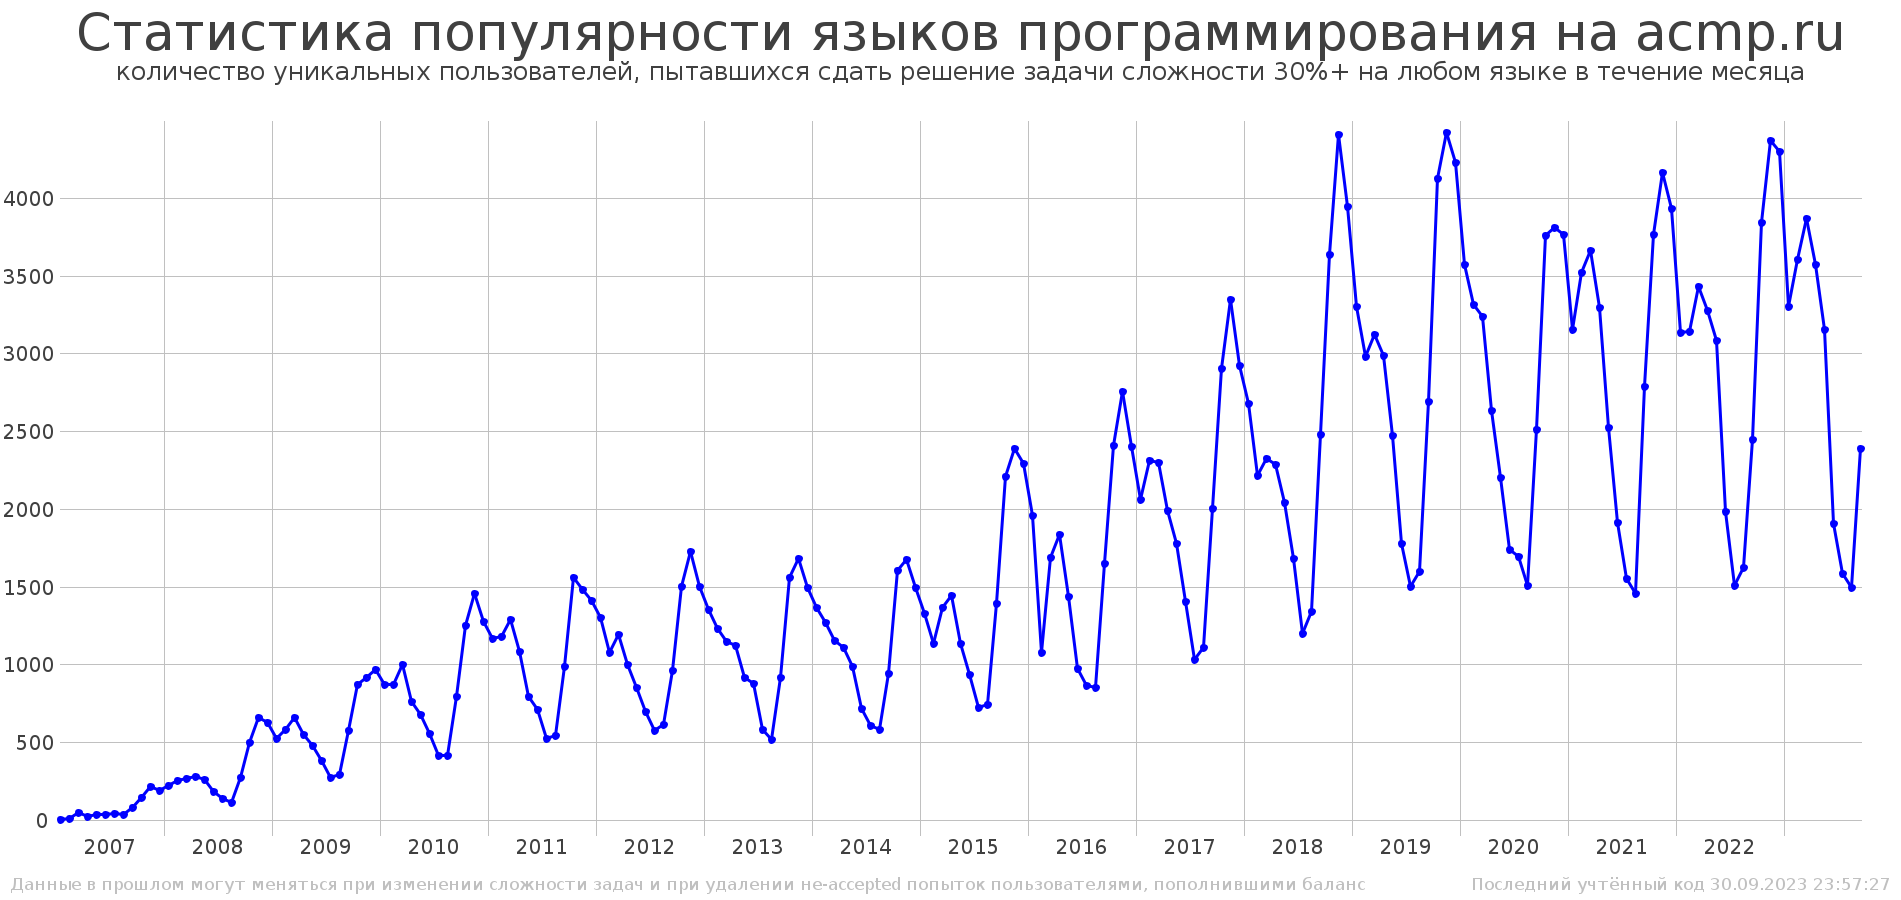 Статистика популярности языков программирования на acmp.ru
количество уникальных пользователей, пытавшихся сдать решение задачи сложности 30%+ на любом языке в течение месяца
4000
3500
3000
2500
2000
1500
1000
500
0
2007 2008 2009 2010 2011 2012 2013 2014 2015 2016 2017 2018 2019 2020 2021 2022
Данные в прошлом могут меняться при изменении сложности задач и при удалении не-accepted попыток пользователями, пополнившими баланс
Последний учтённый код 30.09.2023 23:57:27